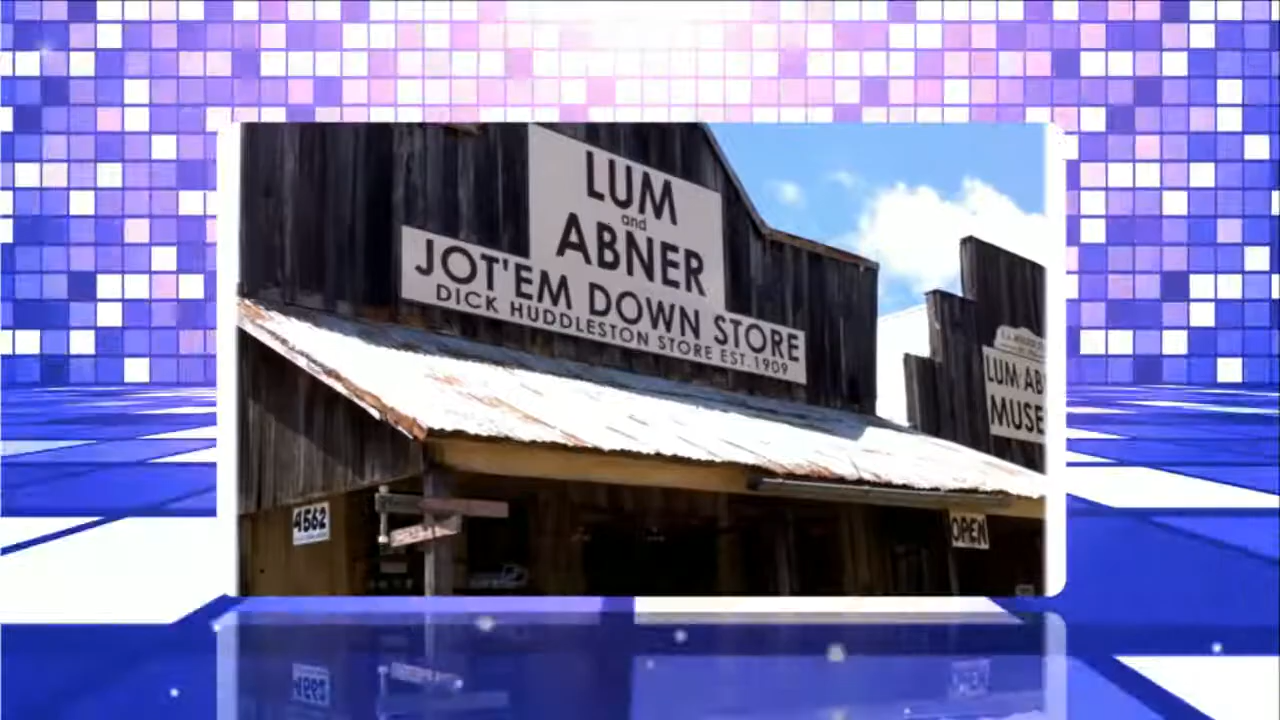 LUM
and
ABNER
JOT'EM DOWN STORE
DICK HUDDLESTON STORE EST. 1909
LUM AB
MUSE
4562
OPEN